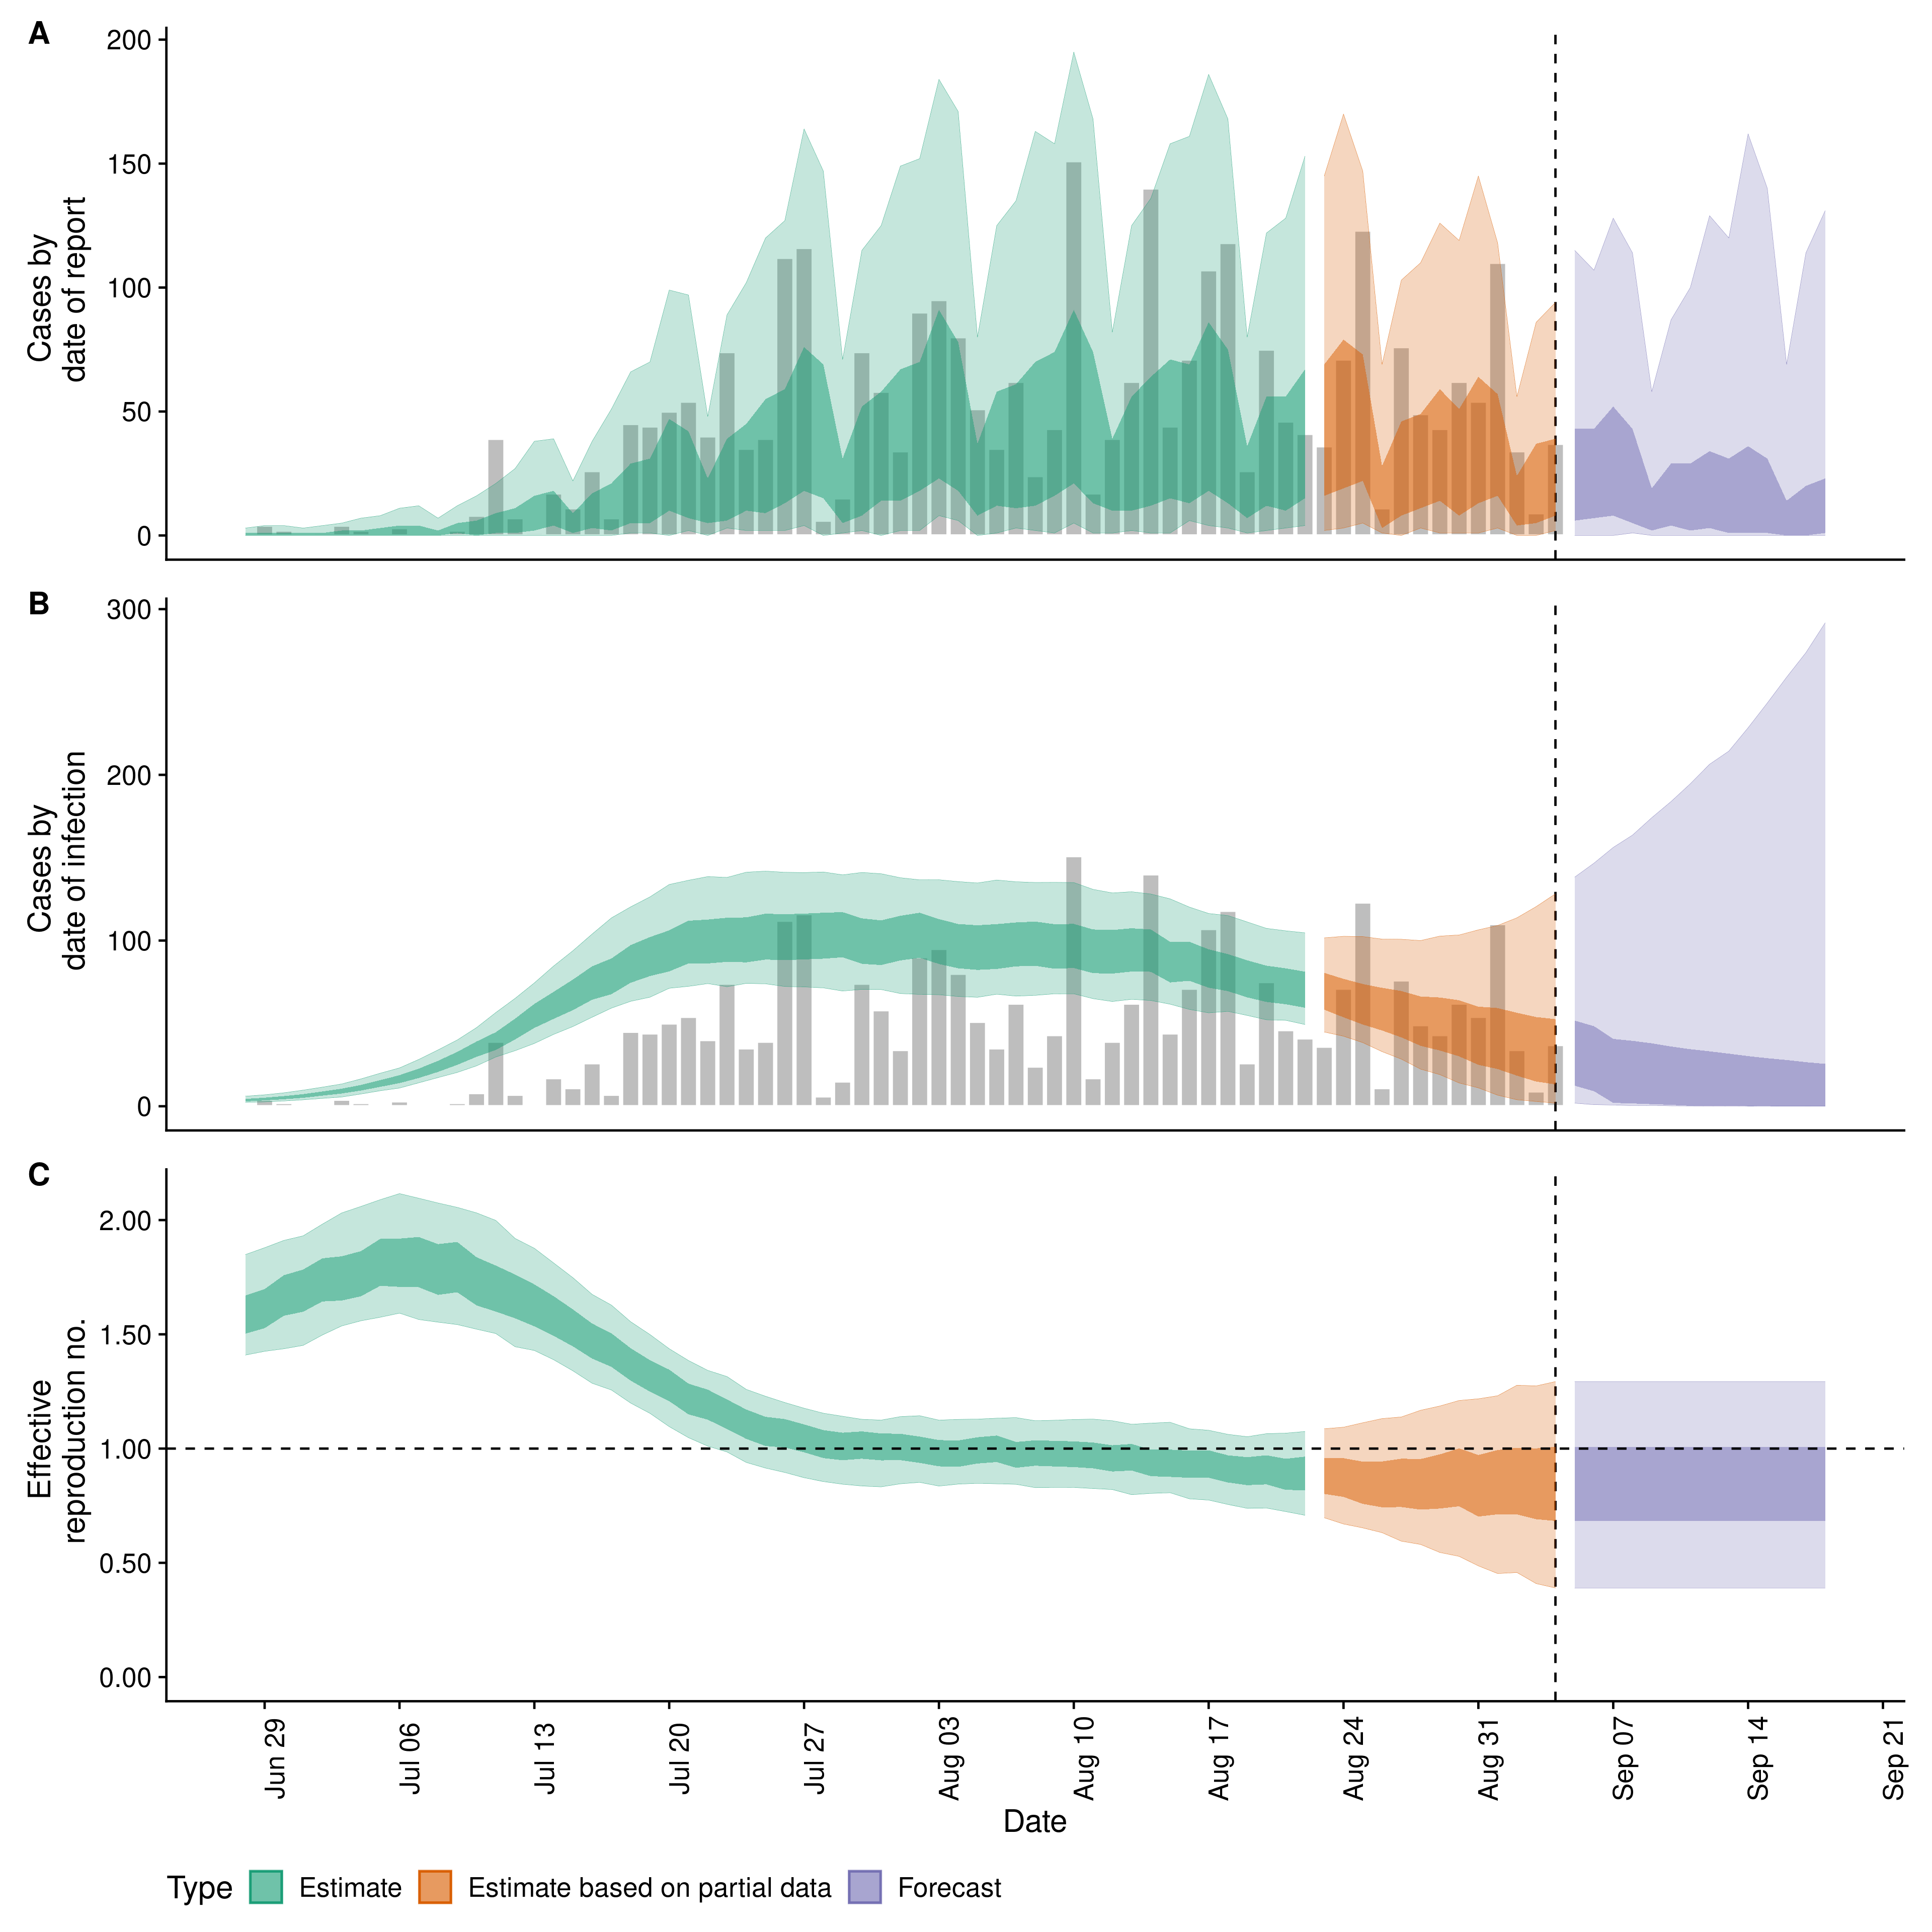 A
200
150
100
50
0
Cases by
date of report
B
300
200
100
0
Cases by
date of infection
C
2.00
1.50
1.00
0.50
0.00
Effective
reproduction no.
Jun 29
Jul 06
Jul 13
Jul 20
Jul 27
Aug 03
Aug 10
Aug 17
Aug 24
Aug 31
Sep 07
Sep 14
Sep 21
Date
Type Estimate Estimate based on partial data Forecast